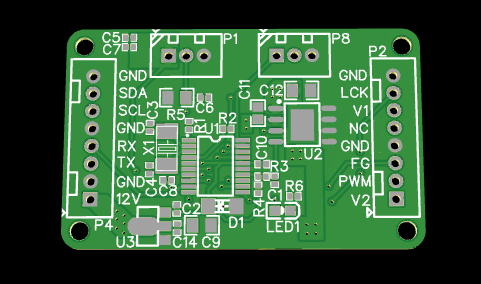 C5
C7
P1
P8
P2
GND
SDA
SCL
GND
RX
TX
GND
12V
P4
C3
X1
C4
C8
R5
C6
R1
R2
U1
C11
C12
U2
C10
R3
C1
R6
R4
LED1
C2
D1
U3
C14
C9
GND
LCK
V1
NC
GND
FG
PWM
V2